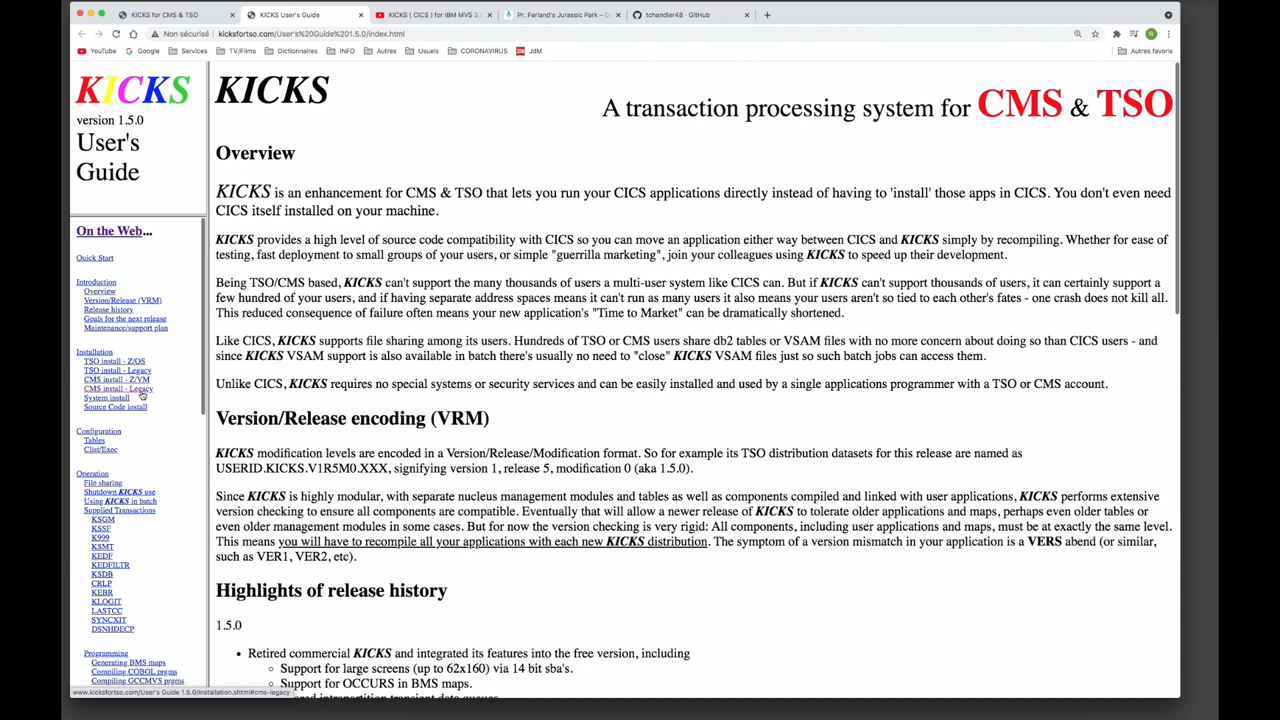 KICKS for CMS & TSO
KICKS User's Guide
KICKS ( CICS ) for IBM MVS 3.
Pr. Ferland's Jurassic Park –
tchandler48 · GitHub
Non sécurisé | kicksfortso.com/User's%20Guide%201.5.0/index.html
YouTube
Google
Services
TV/Films
Dictionnaires
INFO
Autres
Usuels
CORONAVIRUS
JdM
Autres favoris
KICKS
version 1.5.0
User's
Guide
On the Web...
Quick Start
Introduction
Overview
Version/Release (VRM)
Release history
Goals for the next release
Maintenance/support plan
Installation
TSO install - Z/OS
TSO install - Legacy
CMS install - Z/VM
CMS install - Legacy
System install
Source Code install
Configuration
Tables
Clist/Exec
Operation
File sharing
Shutdown KICKS use
Using KICKS in batch
Supplied Transactions
KSGM
KSSF
K999
KSMT
KEDF
KEDFILTR
KSDB
CRLP
KEBR
KLOGIT
LASTCC
SYNCXIT
DSNHDECP
Programming
Generating BMS maps
Compiling COBOL prgms
Compiling GCCMVS prgms
KICKS
A transaction processing system for CMS & TSO
Overview
KICKS is an enhancement for CMS & TSO that lets you run your CICS applications directly instead of having to 'install' those apps in CICS. You don't even need
CICS itself installed on your machine.
KICKS provides a high level of source code compatibility with CICS so you can move an application either way between CICS and KICKS simply by recompiling. Whether for ease of
testing, fast deployment to small groups of your users, or simple "guerrilla marketing", join your colleagues using KICKS to speed up their development.
Being TSO/CMS based, KICKS can't support the many thousands of users a multi-user system like CICS can. But if KICKS can't support thousands of users, it can certainly support a
few hundred of your users, and if having separate address spaces means it can't run as many users it also means your users aren't so tied to each other's fates - one crash does not kill all.
This reduced consequence of failure often means your new application's "Time to Market" can be dramatically shortened.
Like CICS, KICKS supports file sharing among its users. Hundreds of TSO or CMS users share db2 tables or VSAM files with no more concern about doing so than CICS users - and
since KICKS VSAM support is also available in batch there's usually no need to "close" KICKS VSAM files just so such batch jobs can access them.
Unlike CICS, KICKS requires no special systems or security services and can be easily installed and used by a single applications programmer with a TSO or CMS account.
Version/Release encoding (VRM)
KICKS modification levels are encoded in a Version/Release/Modification format. So for example its TSO distribution datasets for this release are named as
USERID.KICKS.V1R5M0.XXX, signifying version 1, release 5, modification 0 (aka 1.5.0).
Since KICKS is highly modular, with separate nucleus management modules and tables as well as components compiled and linked with user applications, KICKS performs extensive
version checking to ensure all components are compatible. Eventually that will allow a newer release of KICKS to tolerate older applications and maps, perhaps even older tables or
even older management modules in some cases. But for now the version checking is very rigid: All components, including user applications and maps, must be at exactly the same level.
This means you will have to recompile all your applications with each new KICKS distribution. The symptom of a version mismatch in your application is a VERS abend (or similar,
such as VER1, VER2, etc).
Highlights of release history
1.5.0
• Retired commercial KICKS and integrated its features into the free version, including
Support for large screens (up to 62x160) via 14 bit sba's.
Support for OCCURS in BMS maps.
intrapartition transient data queues.
www.kicksfortso.com/User's Guide 1.5.0/Installation.shtml#cms-legacy